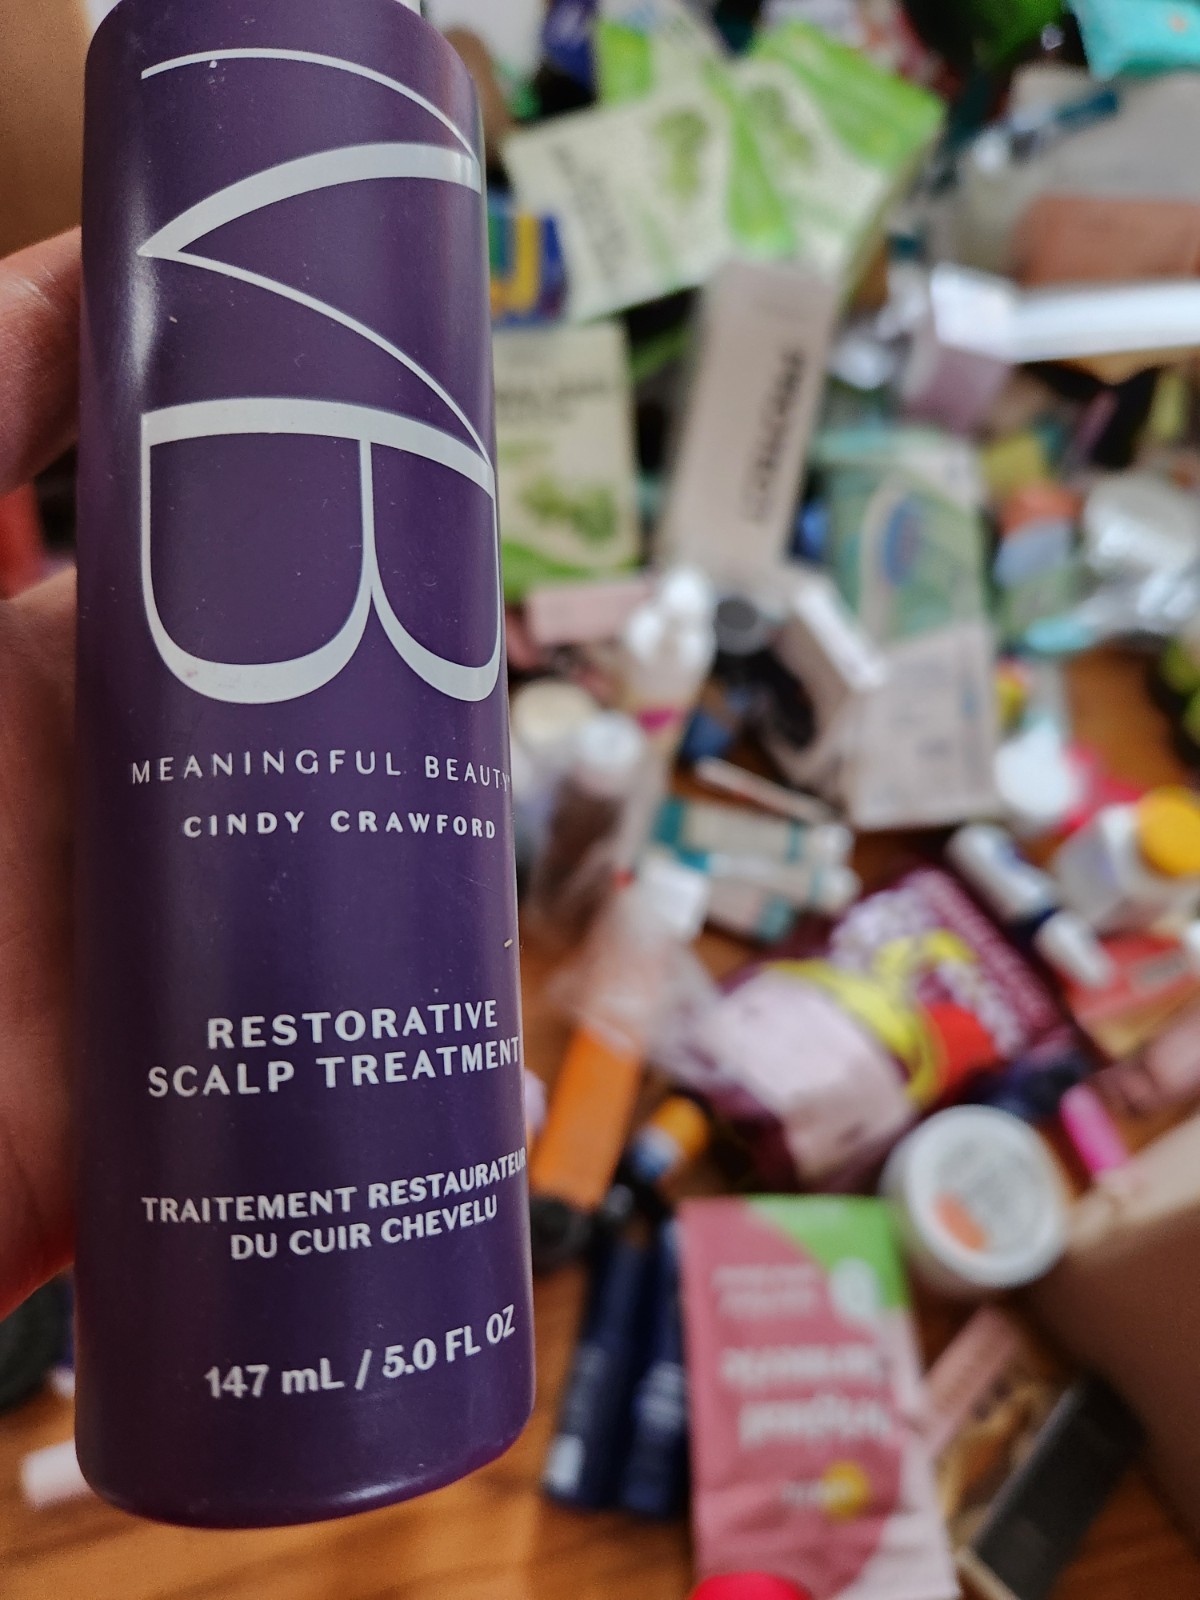 MB
MEANINGFUL BEAUTY
CINDY CRAWFORD
RESTORATIVE
SCALP TREATMENT
TRAITEMENT RESTAURATEUR
DU CUIR CHEVELU
147 mL / 5.0 FL OZ